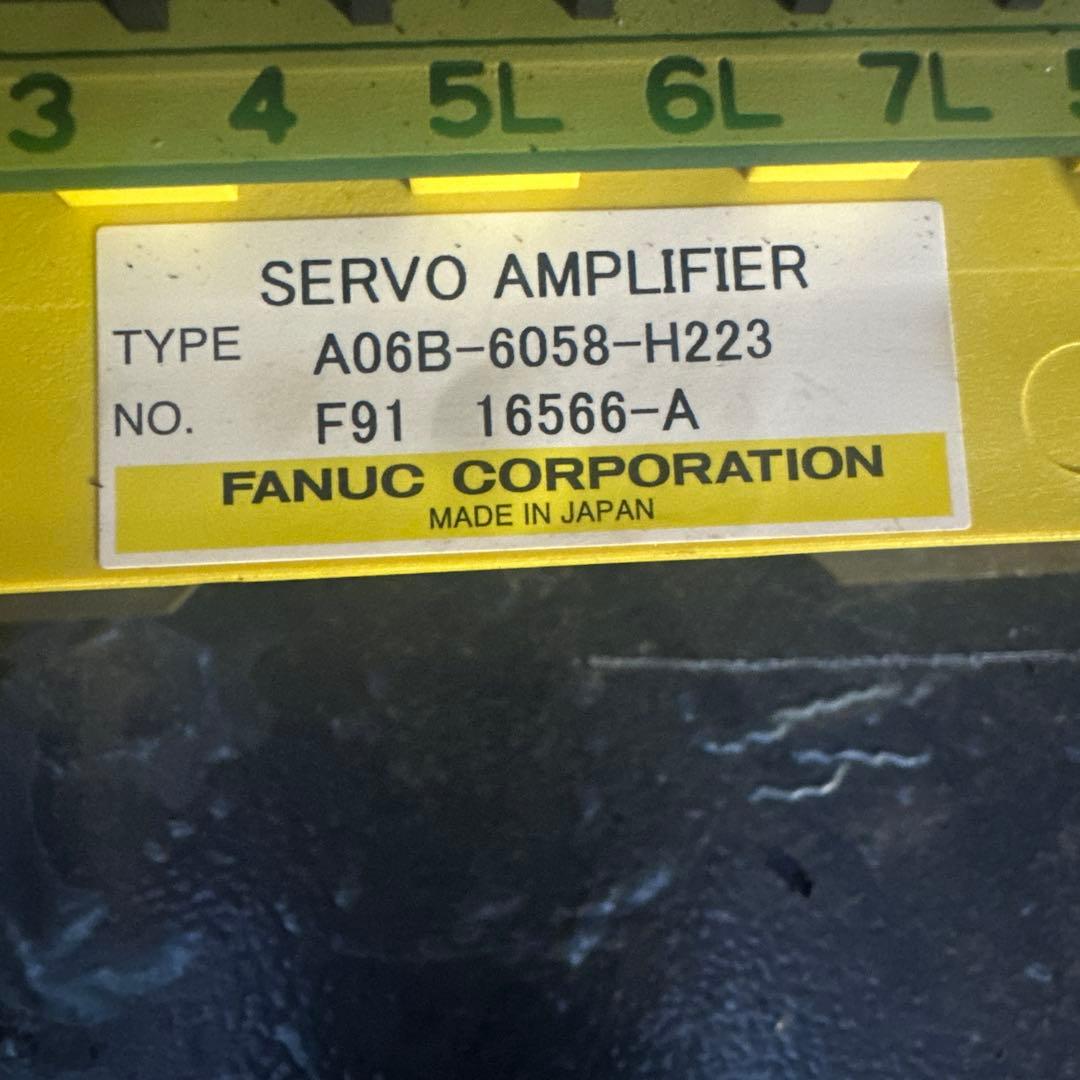 3 4 5L 6L 7L
SERVO AMPLIFIER
TYPE A06B-6058-H223
NO. F91 16566-A
FANUC CORPORATION
MADE IN JAPAN